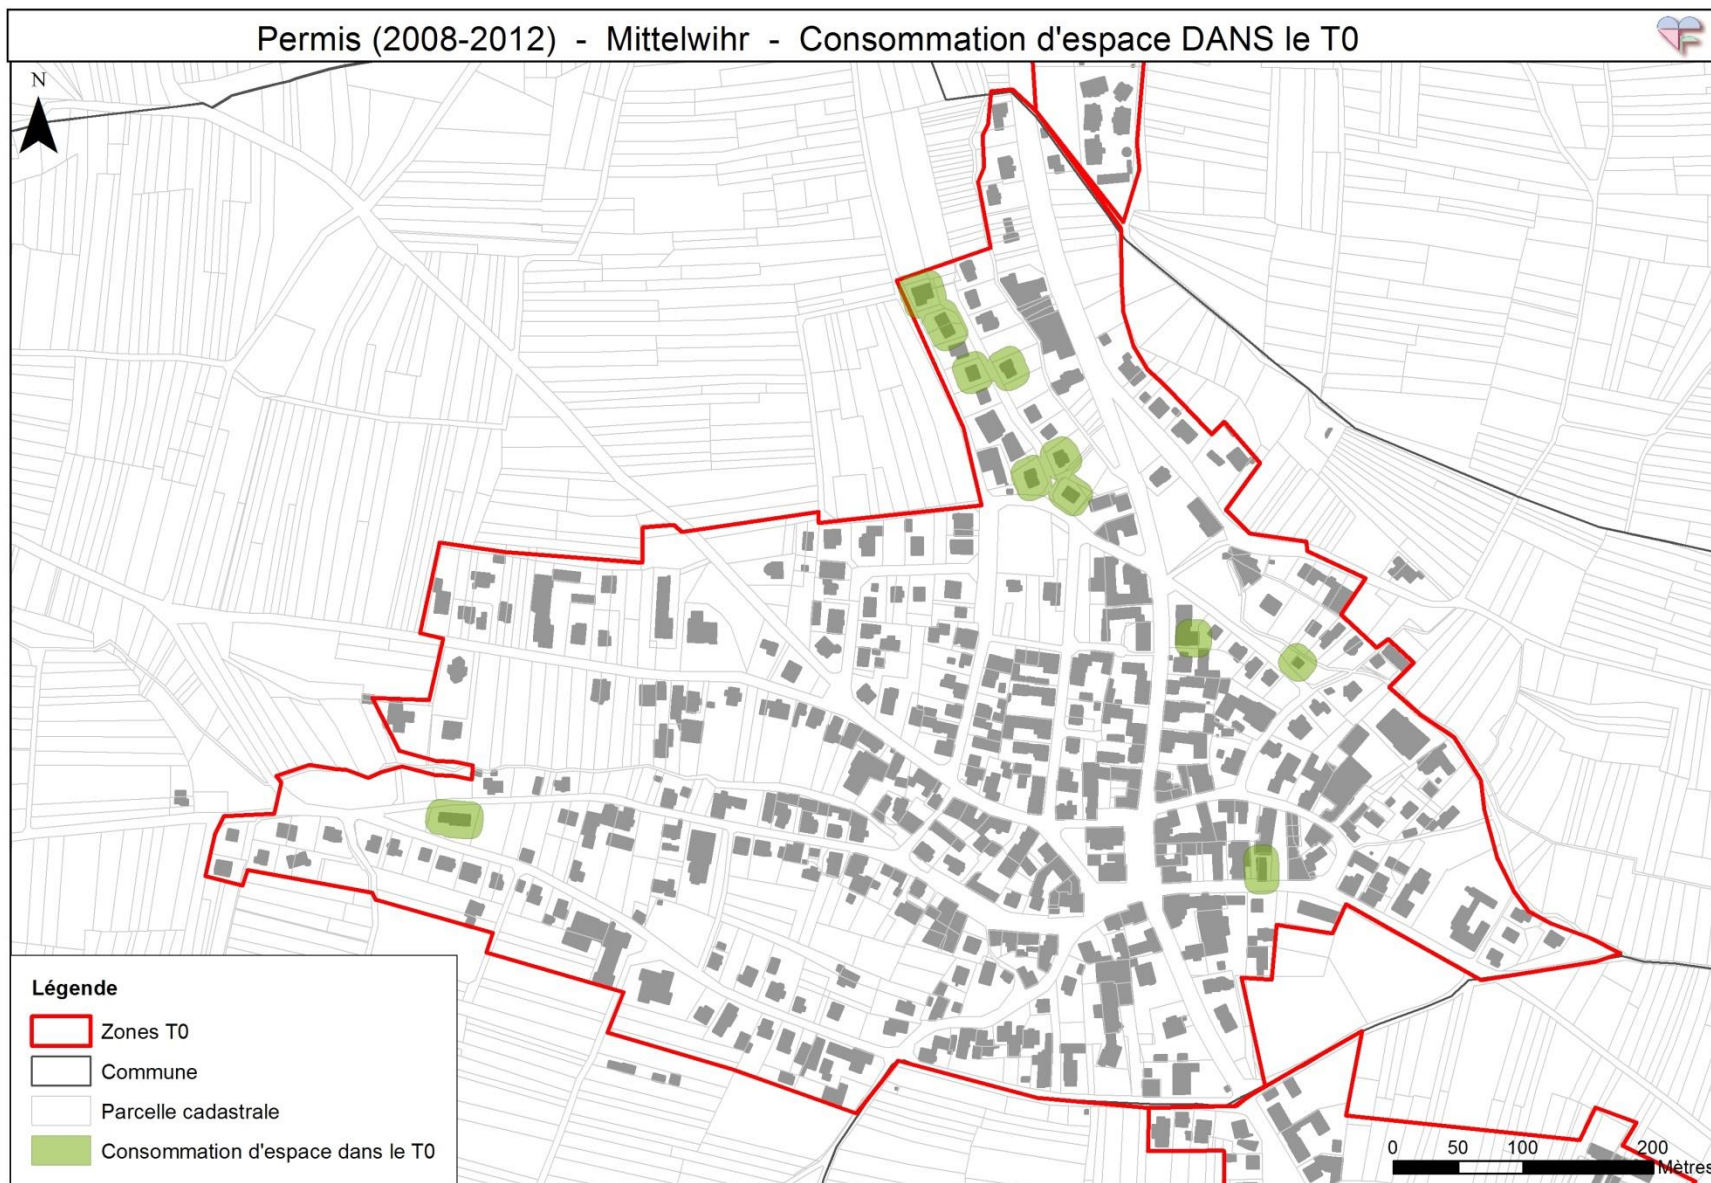 Permis (2008-2012) - Mittelwihr - Consommation d'espace DANS le T0
N
Légende
Zones T0
Commune
Parcelle cadastrale
Consommation d'espace dans le T0
0 50 100 200
Mètres